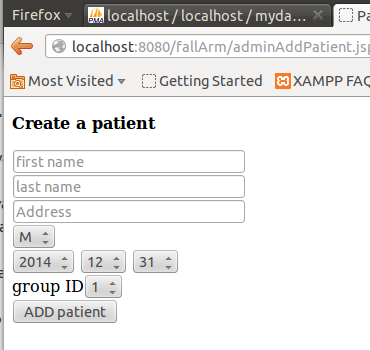 Firefox localhost / localhost / myda... Pa
localhost:8080/fallArm/adminAddPatient.jsp
Most Visited Getting Started XAMPP FAQ
Create a patient
first name
last name
Address
M
2014 12 31
group ID 1
ADD patient